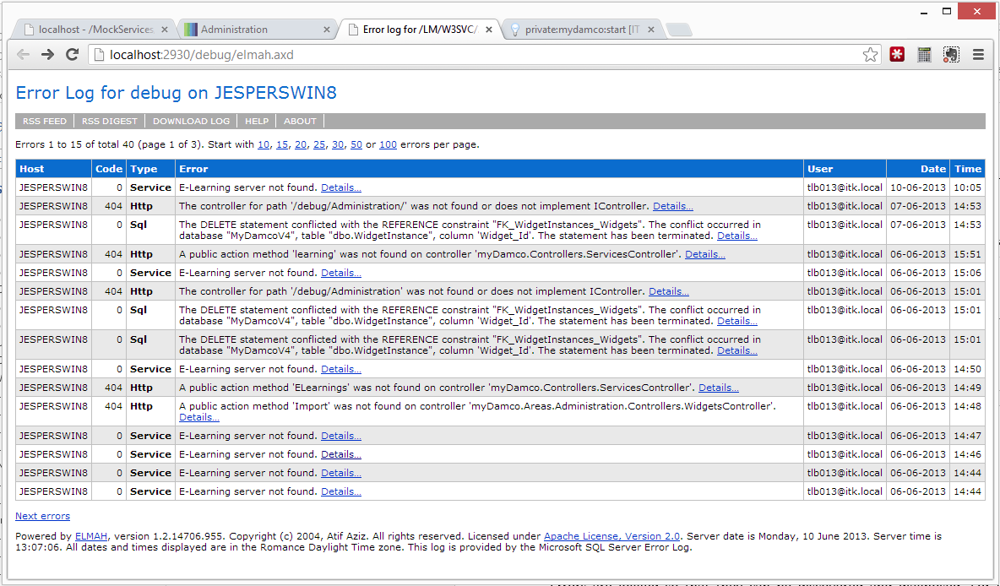 localhost - /MockServices
Administration
Error log for /LM/W3SVC/
private:mydamco:start [IT
localhost:2930/debug/elmah.axd
Error Log for debug on JESPERSWIN8
RSS FEED RSS DIGEST DOWNLOAD LOG HELP ABOUT
Errors 1 to 15 of total 40 (page 1 of 3). Start with 10, 15, 20, 25, 30, 50 or 100 errors per page.
Host Code Type Error User Date Time
JESPERSWIN8 0 Service E-Learning server not found. Details... tlb013@itk.local 10-06-2013 10:05
JESPERSWIN8 404 Http The controller for path '/debug/Administration/' was not found or does not implement IController. Details... tlb013@itk.local 07-06-2013 14:53
JESPERSWIN8 0 Sql The DELETE statement conflicted with the REFERENCE constraint "FK_WidgetInstances_Widgets". The conflict occurred in tlb013@itk.local 07-06-2013 14:53
database "MyDamcoV4", table "dbo.WidgetInstance", column 'Widget_Id'. The statement has been terminated. Details...
JESPERSWIN8 404 Http A public action method 'learning' was not found on controller 'myDamco.Controllers.ServicesController'. Details... tlb013@itk.local 06-06-2013 15:51
JESPERSWIN8 0 Service E-Learning server not found. Details... tlb013@itk.local 06-06-2013 15:06
JESPERSWIN8 404 Http The controller for path '/debug/Administration' was not found or does not implement IController. Details... tlb013@itk.local 06-06-2013 15:01
JESPERSWIN8 0 Sql The DELETE statement conflicted with the REFERENCE constraint "FK_WidgetInstances_Widgets". The conflict occurred in tlb013@itk.local 06-06-2013 15:01
database "MyDamcoV4", table "dbo.WidgetInstance", column 'Widget_Id'. The statement has been terminated. Details...
JESPERSWIN8 0 Sql The DELETE statement conflicted with the REFERENCE constraint "FK_WidgetInstances_Widgets". The conflict occurred in tlb013@itk.local 06-06-2013 15:01
database "MyDamcoV4", table "dbo.WidgetInstance", column 'Widget_Id'. The statement has been terminated. Details...
JESPERSWIN8 0 Service E-Learning server not found. Details... tlb013@itk.local 06-06-2013 14:50
JESPERSWIN8 404 Http A public action method 'ELearnings' was not found on controller 'myDamco.Controllers.ServicesController'. Details... tlb013@itk.local 06-06-2013 14:49
JESPERSWIN8 404 Http A public action method 'Import' was not found on controller 'myDamco.Areas.Administration.Controllers.WidgetsController'. tlb013@itk.local 06-06-2013 14:48
Details...
JESPERSWIN8 0 Service E-Learning server not found. Details... tlb013@itk.local 06-06-2013 14:47
JESPERSWIN8 0 Service E-Learning server not found. Details... tlb013@itk.local 06-06-2013 14:46
JESPERSWIN8 0 Service E-Learning server not found. Details... tlb013@itk.local 06-06-2013 14:44
JESPERSWIN8 0 Service E-Learning server not found. Details... tlb013@itk.local 06-06-2013 14:44
Next errors
Powered by ELMAH, version 1.2.14706.955. Copyright (c) 2004, Atif Aziz. All rights reserved. Licensed under Apache License, Version 2.0. Server date is Monday, 10 June 2013. Server time is
13:07:06. All dates and times displayed are in the Romance Daylight Time zone. This log is provided by the Microsoft SQL Server Error Log.